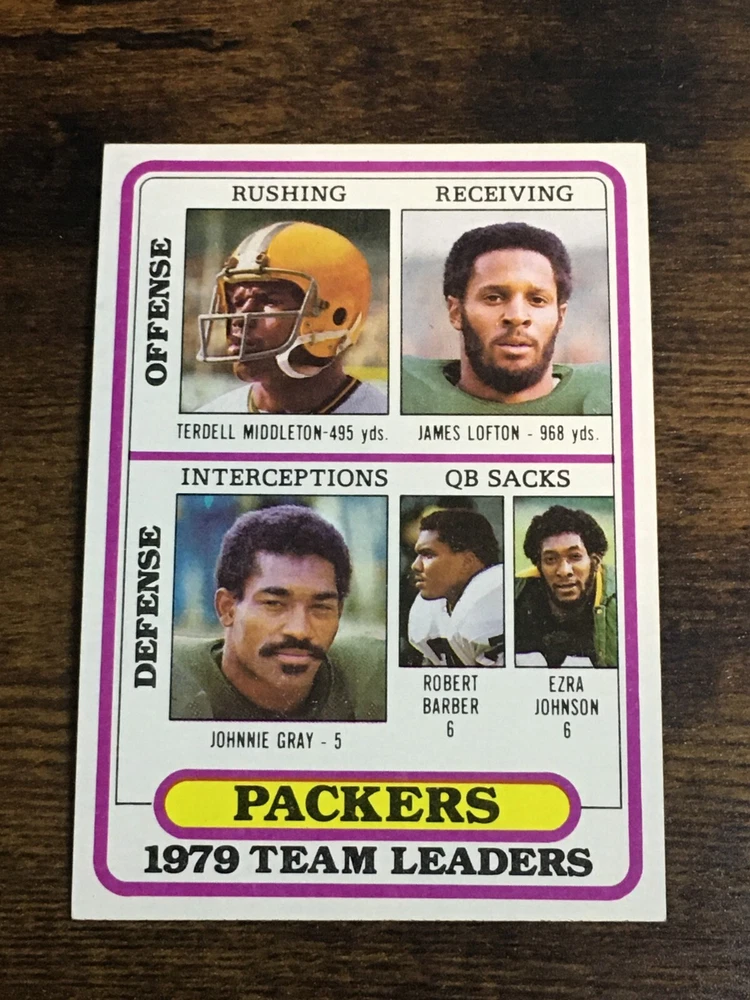 RUSHING
RECEIVING
OFFENSE
TERDELL MIDDLETON-495 yds.
JAMES LOFTON - 968 yds.
INTERCEPTIONS
QB SACKS
DEFENSE
JOHNNIE GRAY - 5
ROBERT
BARBER
6
EZRA
JOHNSON
6
PACKERS
1979 TEAM LEADERS